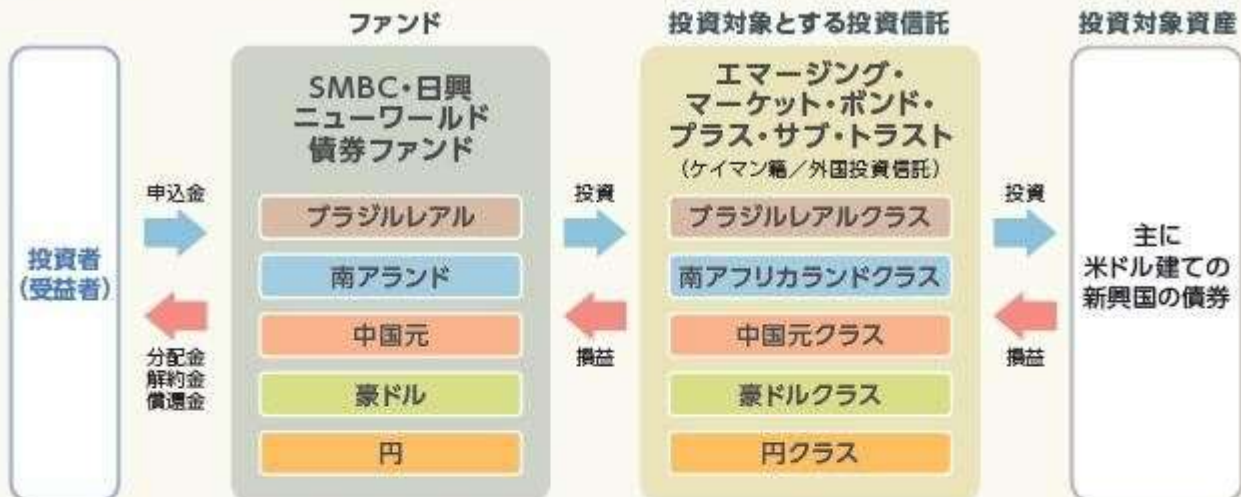 ファンド
投資対象とする投資信託
投資対象資産
SMBC・日興
ニューワールド
債券ファンド
エマージング・
マーケット・ボンド・
プラス・サブ・トラスト
(ケイマン籍／外国投資信託)
投資者
(受益者)
申込金
分配金
解約金
償還金
ブラジルレアル
南アランド
中国元
豪ドル
円
投資
損益
ブラジルレアルクラス
南アフリカランドクラス
中国元クラス
豪ドルクラス
円クラス
投資
損益
主に
米ドル建ての
新興国の債券